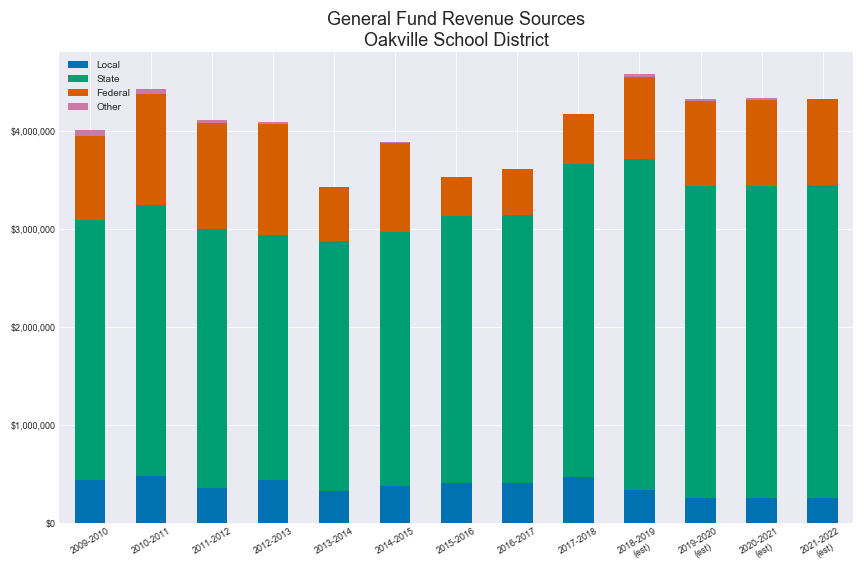 General Fund Revenue Sources
Oakville School District
Local
State
Federal
Other
$4,000,000
$3,000,000
$2,000,000
$1,000,000
$0
2009-2010
2010-2011
2011-2012
2012-2013
2013-2014
2014-2015
2015-2016
2016-2017
2017-2018
2018-2019
(est)
2019-2020
(est)
2020-2021
(est)
2021-2022
(est)